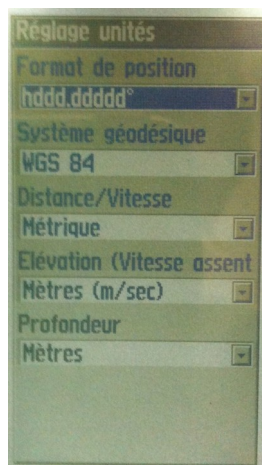 Réglage unités
Format de position
hddd.ddddd°
Système géodésique
WGS 84
Distance/Vitesse
Métrique
Elévation (Vitesse assent
Mètres (m/sec)
Profondeur
Mètres